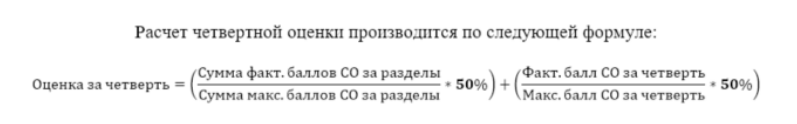 Расчет четвертной оценки производится по следующей формуле:
Оценка за четверть = (Сумма факт. баллов СО за разделы / Сумма макс. баллов СО за разделы * 50%) + (Факт. балл СО за четверть / Макс. балл СО за четверть * 50%)